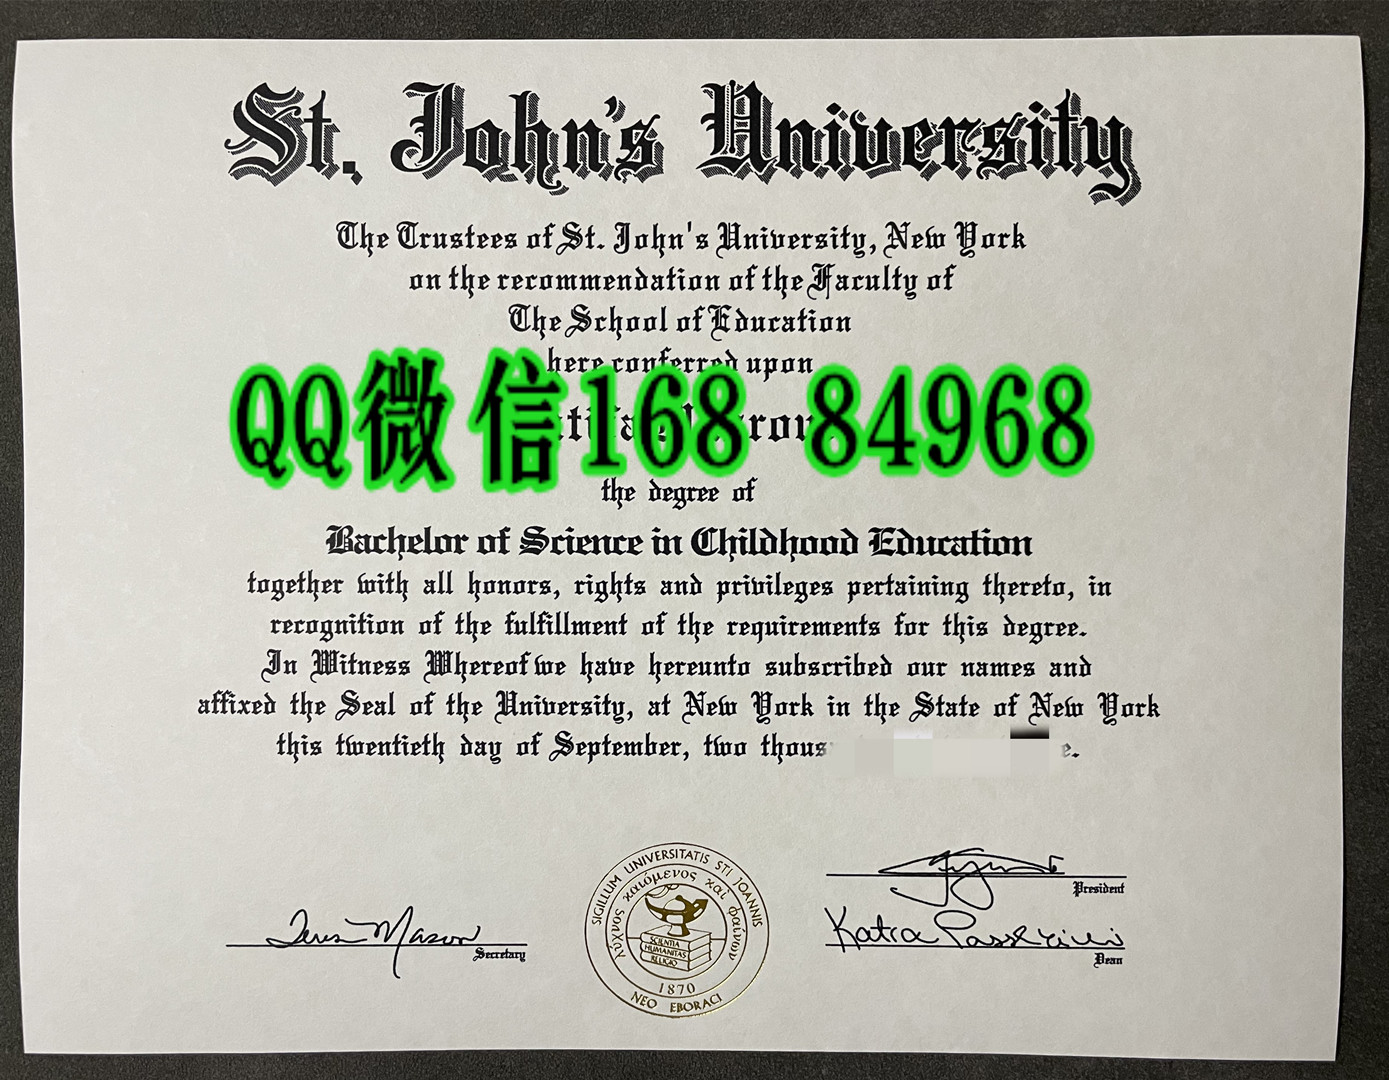 St. John's University
The Trustees of St. John's University, New York
on the recommendation of the Faculty of
The School of Education
here conferred upon
QQ微信168 84968
the degree of
Bachelor of Science in Childhood Education
together with all honors, rights and privileges pertaining thereto, in
recognition of the fulfillment of the requirements for this degree.
In Witness Whereof we have hereunto subscribed our names and
affixed the Seal of the University, at New York in the State of New York
this twentieth day of September, two
SIGILLUM UNIVERSITATIS STI JOANNIS
λύχνος καιόμενος καὶ φαίνων
SCIENTIA
HUMANITAS
RELIGIO
1870
NEO EBORACI
President
Mason
Secretary
Katra
Dean